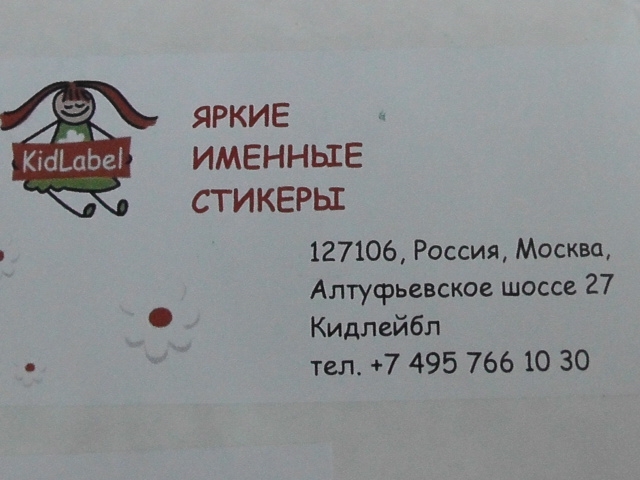 KidLabel
ЯРКИЕ
ИМЕННЫЕ
СТИКЕРЫ
127106, Россия, Москва,
Алтуфьевское шоссе 27
Кидлейбл
тел. +7 495 766 10 30